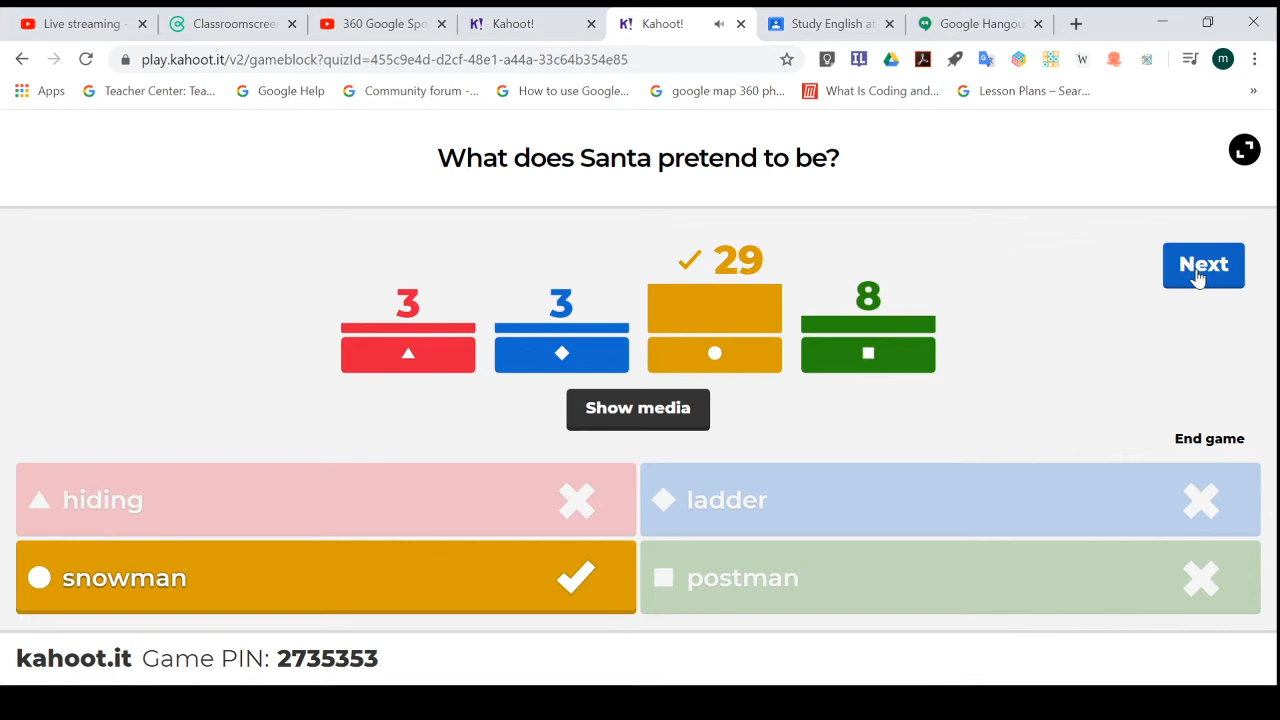 Live streaming -
Classroomscree
360 Google Spo
K! Kahoot!
K! Kahoot!
Study English at
Google Hangou
play.kahoot.it/v2/gameblock?quizId=455c9e4d-d2cf-48e1-a44a-33c64b354e85
IL
W
m
Apps
Teacher Center: Tea...
Google Help
Community forum -...
How to use Google...
google map 360 ph...
What Is Coding and...
Lesson Plans – Sear...
»
What does Santa pretend to be?
Next
3
3
29
8
Show media
End game
hiding
ladder
snowman
postman
kahoot.it Game PIN: 2735353